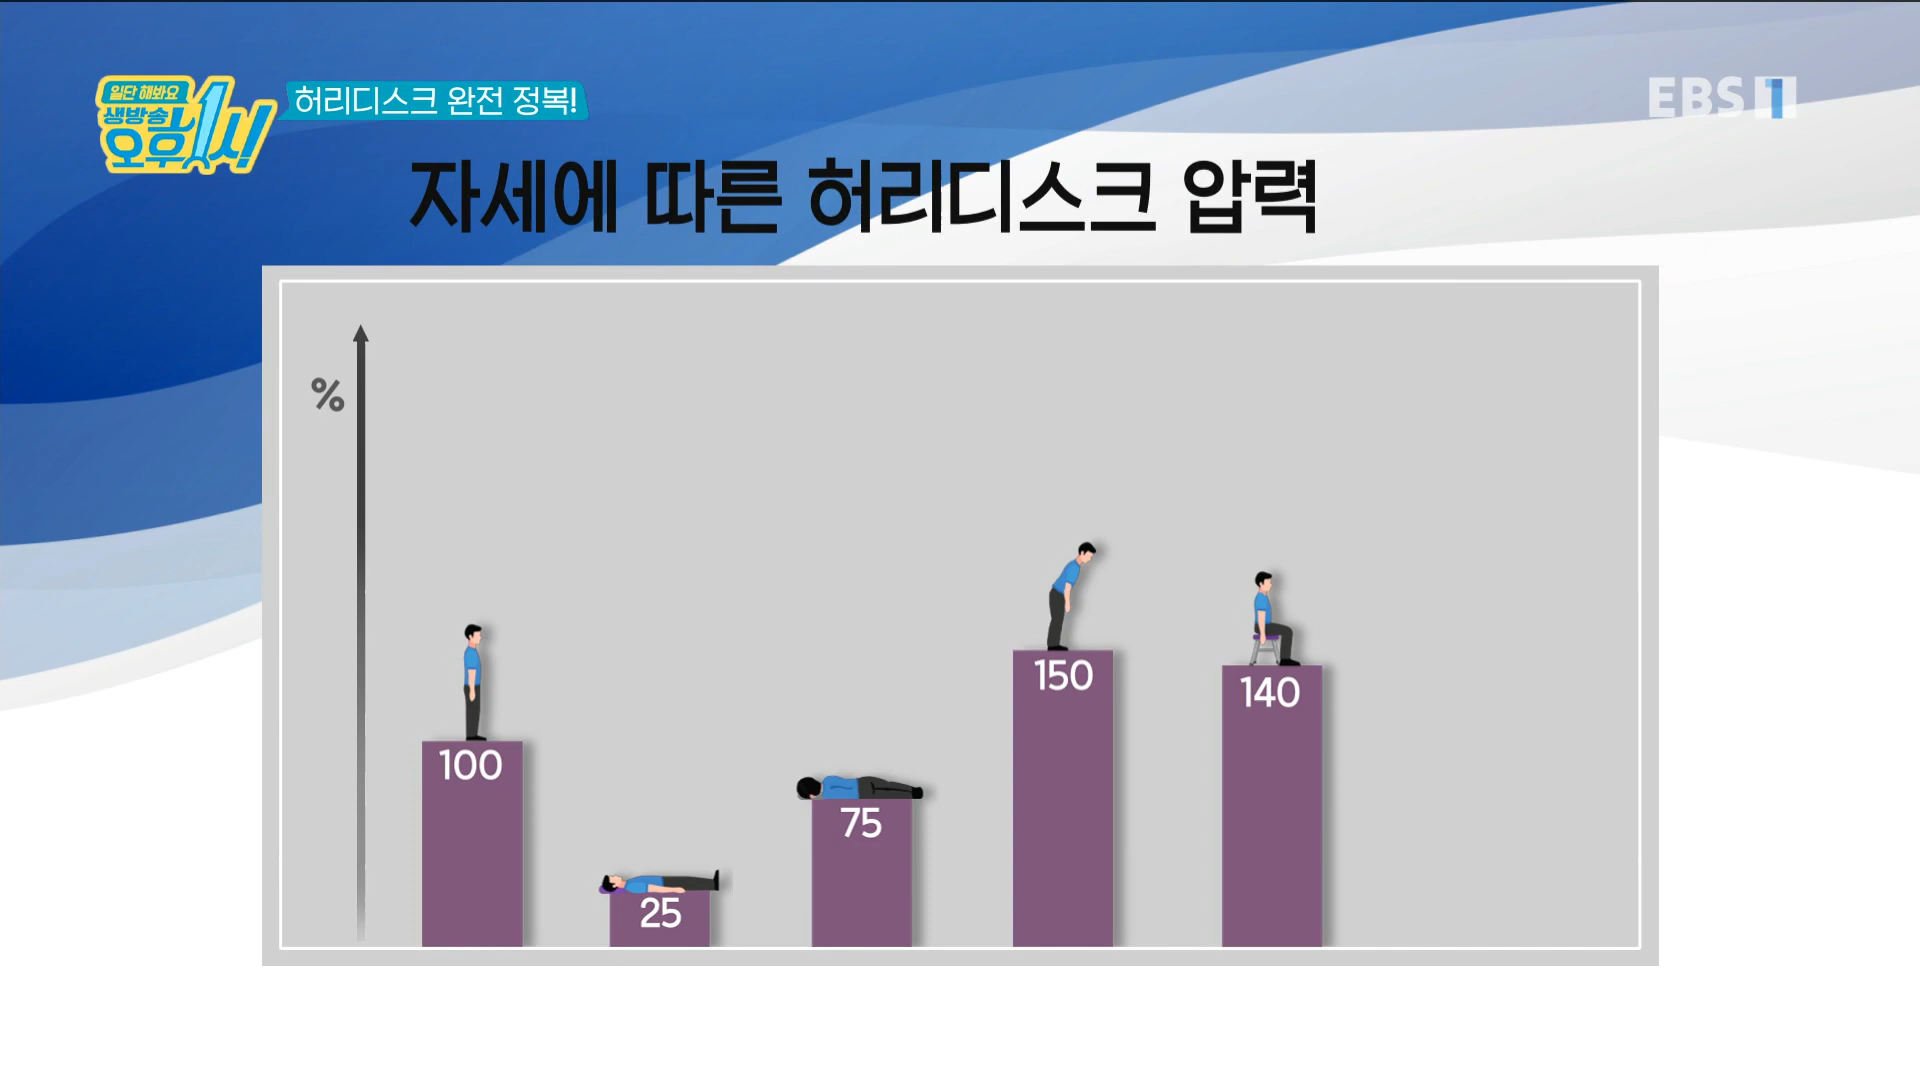 일단 해봐요
생방송
오후1시!
허리디스크 완전 정복!
EBS 1
자세에 따른 허리디스크 압력
%
100
25
75
150
140